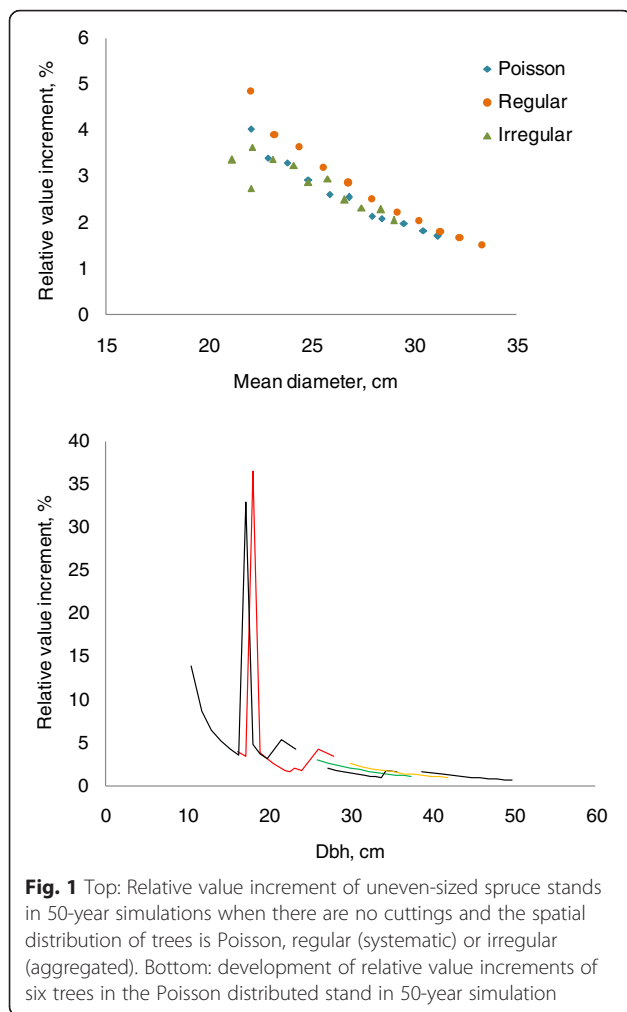 6
5
4
3
2
1
0
Relative value increment, %
Poisson
Regular
Irregular
15 20 25 30 35
Mean diameter, cm
40
35
30
25
20
15
10
5
0
Relative value increment, %
0 10 20 30 40 50 60
Dbh, cm
Fig. 1 Top: Relative value increment of uneven-sized spruce stands
in 50-year simulations when there are no cuttings and the spatial
distribution of trees is Poisson, regular (systematic) or irregular
(aggregated). Bottom: development of relative value increments of
six trees in the Poisson distributed stand in 50-year simulation